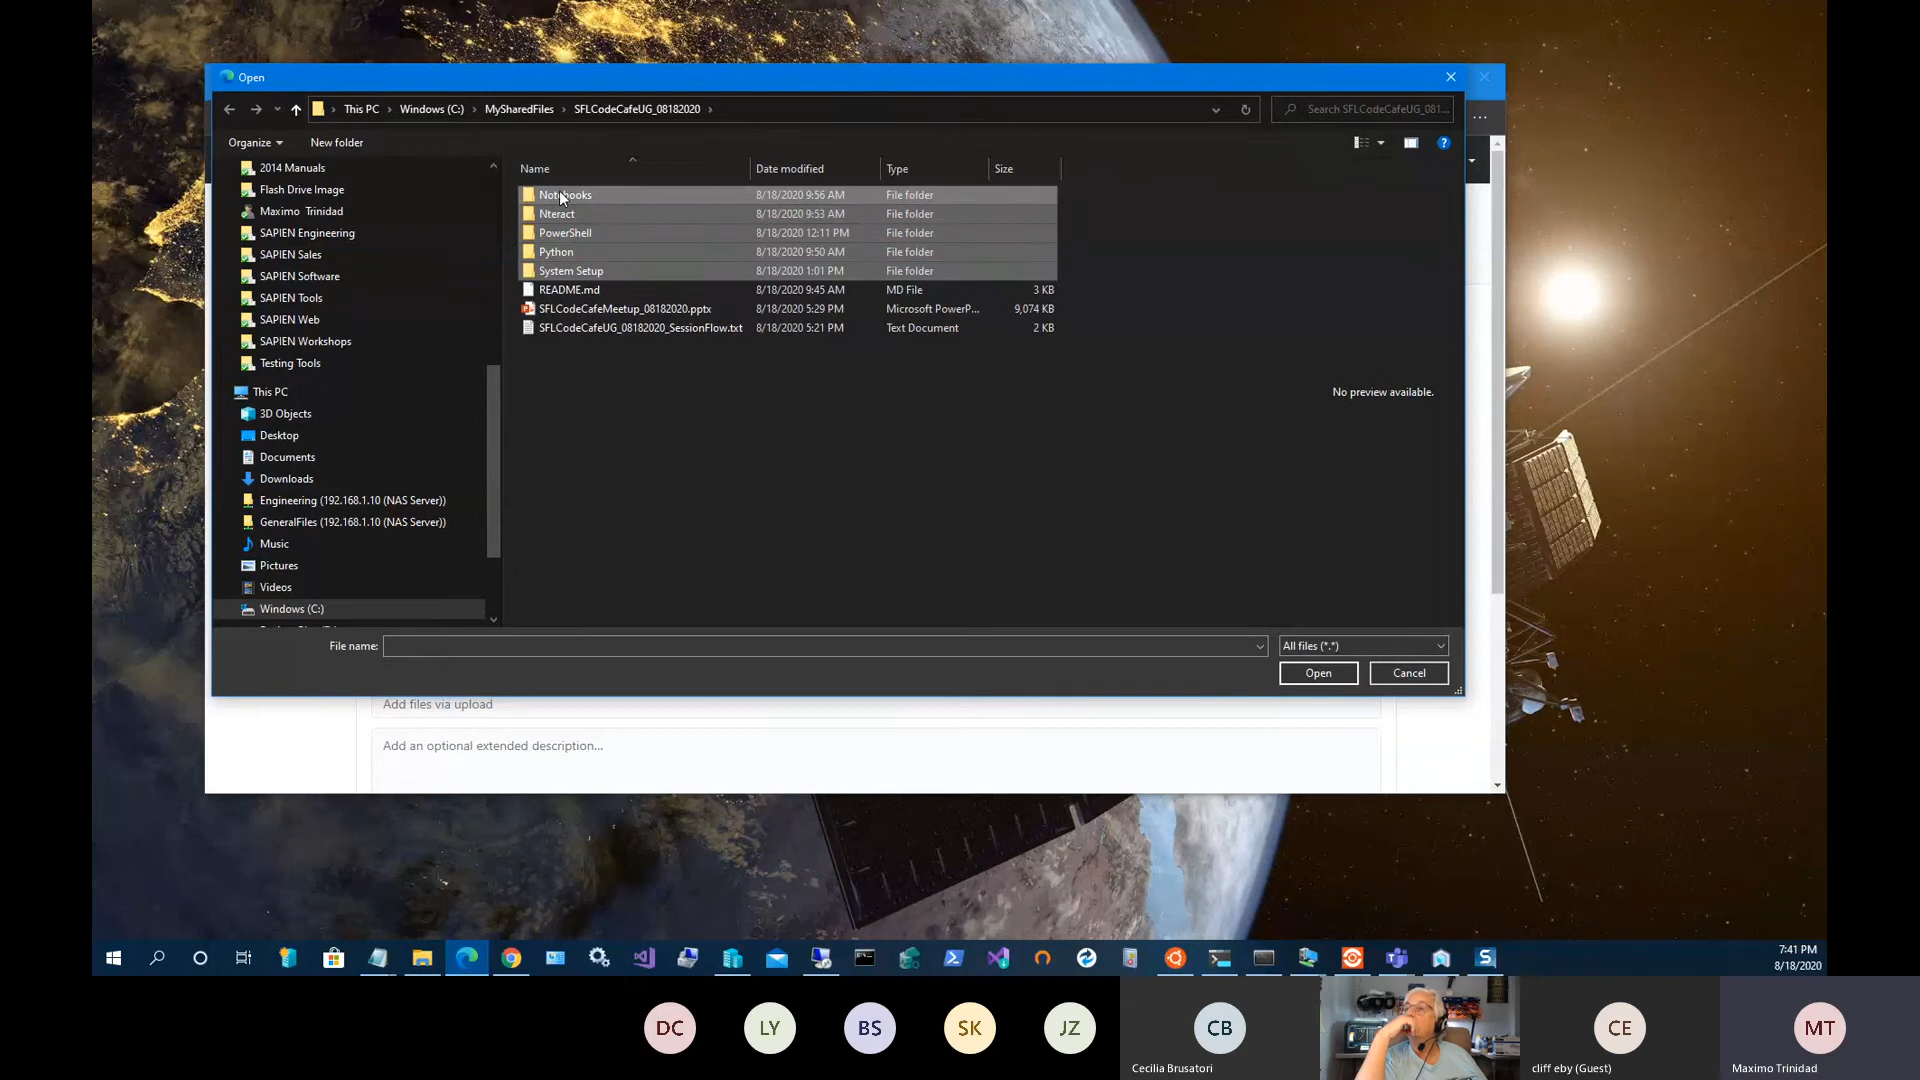 Open
This PC
Windows (C:)
MySharedFiles
SFLCodeCafeUG_08182020
Search SFLCodeCafeUG_081...
Organize
New folder
Name
Date modified
Type
Size
2014 Manuals
Flash Drive Image
Maximo Trinidad
SAPIEN Engineering
SAPIEN Sales
SAPIEN Software
SAPIEN Tools
SAPIEN Web
SAPIEN Workshops
Testing Tools
This PC
3D Objects
Desktop
Documents
Downloads
Engineering (192.168.1.10 (NAS Server))
GeneralFiles (192.168.1.10 (NAS Server))
Music
Pictures
Videos
Windows (C:)
Notebooks 8/18/2020 9:56 AM File folder
Nteract 8/18/2020 9:53 AM File folder
PowerShell 8/18/2020 12:11 PM File folder
Python 8/18/2020 9:50 AM File folder
System Setup 8/18/2020 1:01 PM File folder
README.md 8/18/2020 9:45 AM MD File 3 KB
SFLCodeCafeMeetup_08182020.pptx 8/18/2020 5:29 PM Microsoft PowerP... 9,074 KB
SFLCodeCafeUG_08182020_SessionFlow.txt 8/18/2020 5:21 PM Text Document 2 KB
No preview available.
File name:
All files (*.*)
Open
Cancel
Add files via upload
Add an optional extended description...
7:41 PM
8/18/2020
DC
LY
BS
SK
JZ
CB
CE
MT
Cecilia Brusatori
cliff eby (Guest)
Maximo Trinidad